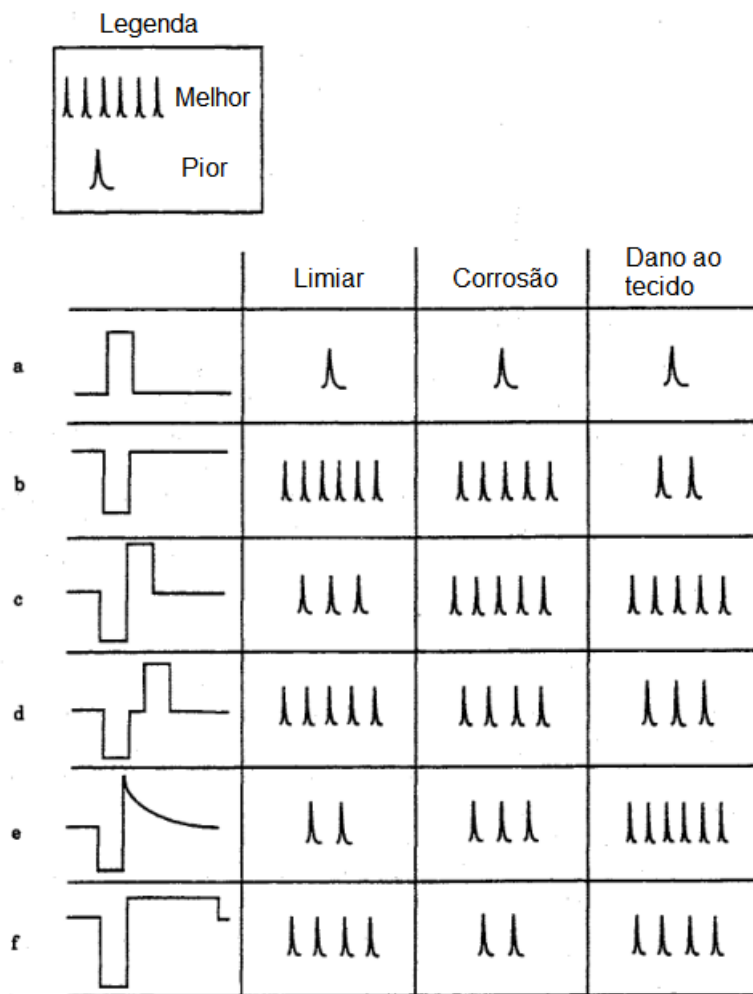 Legenda
Melhor
Pior
Limiar
Corrosão
Dano ao
tecido
a
b
c
d
e
f